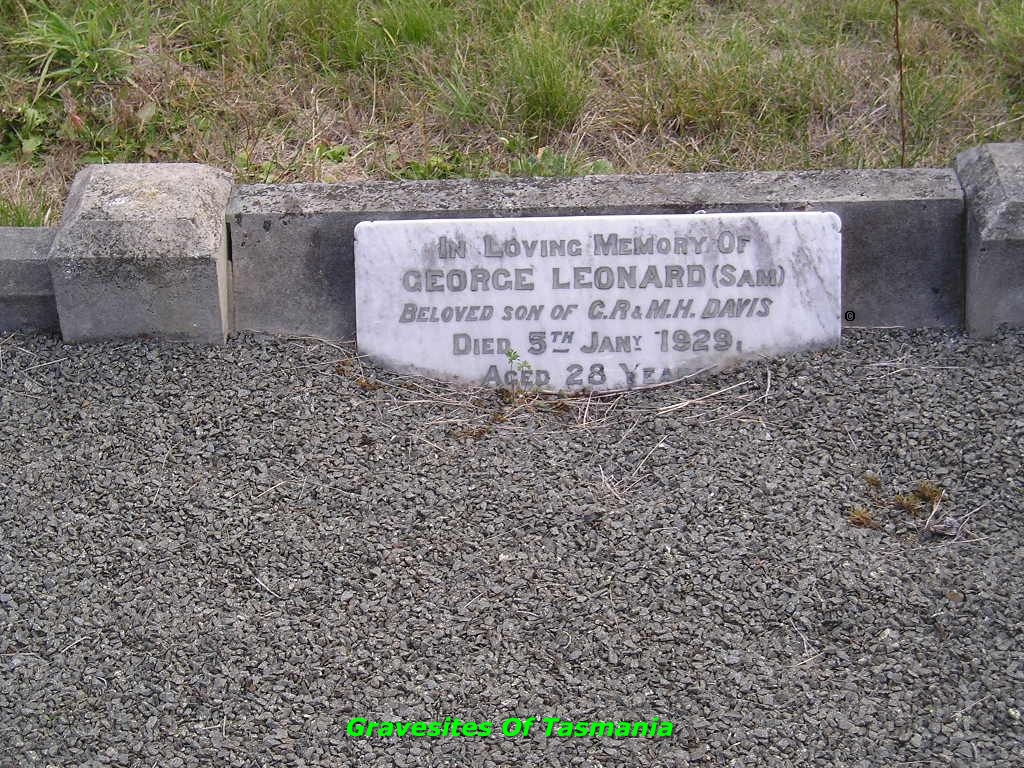 In Loving Memory Of
GEORGE LEONARD (SAM)
BELOVED SON OF G.R & M.H. DAVIS
DIED 5TH JANY 1929,
AGED 28 YEARS
©
Gravesites Of Tasmania